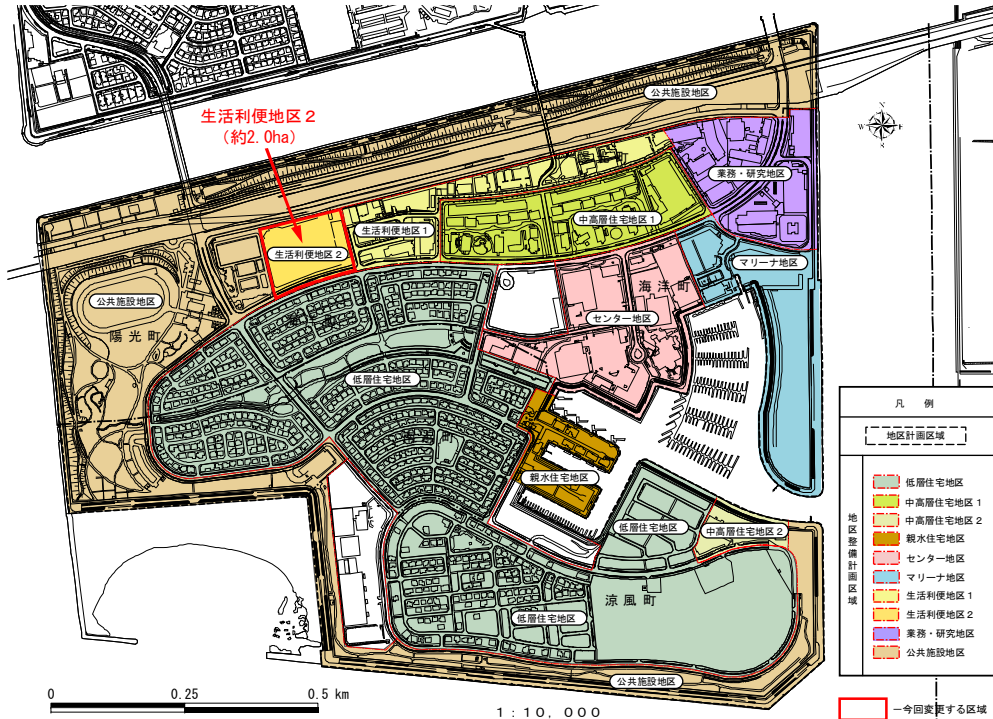 公共施設地区
生活利便地区2
(約2.0ha)
W
E
業務・研究地区
中高層住宅地区1
生活利便地区1
生活利便地区2
マリーナ地区
公共施設地区
海洋町
センター地区
陽光町
低層住宅地区
親水住宅地区
低層住宅地区
中高層住宅地区2
涼風町
低層住宅地区
公共施設地区
凡 例
地区計画区域
地区整備計画区域
低層住宅地区
中高層住宅地区1
中高層住宅地区2
親水住宅地区
センター地区
マリーナ地区
生活利便地区1
生活利便地区2
業務・研究地区
公共施設地区
今回変更する区域
0 0.25 0.5 km
1:10,000